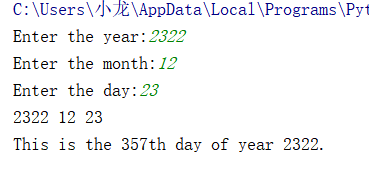 C:\Users\小龙\AppData\Local\Programs\Pyt
Enter the year:2322
Enter the month:12
Enter the day:23
2322 12 23
This is the 357th day of year 2322.